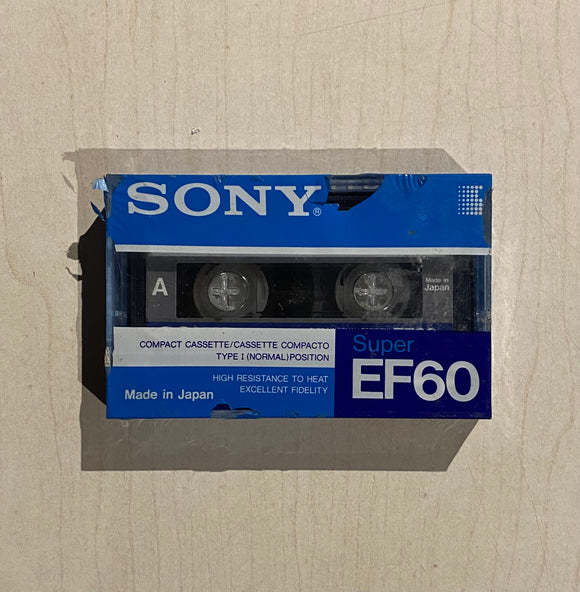 SONY®
A
Made in
Japan
COMPACT CASSETTE/CASSETTE COMPACTO
TYPE I (NORMAL) POSITION
HIGH RESISTANCE TO HEAT
EXCELLENT FIDELITY
Made in Japan
Super
EF60